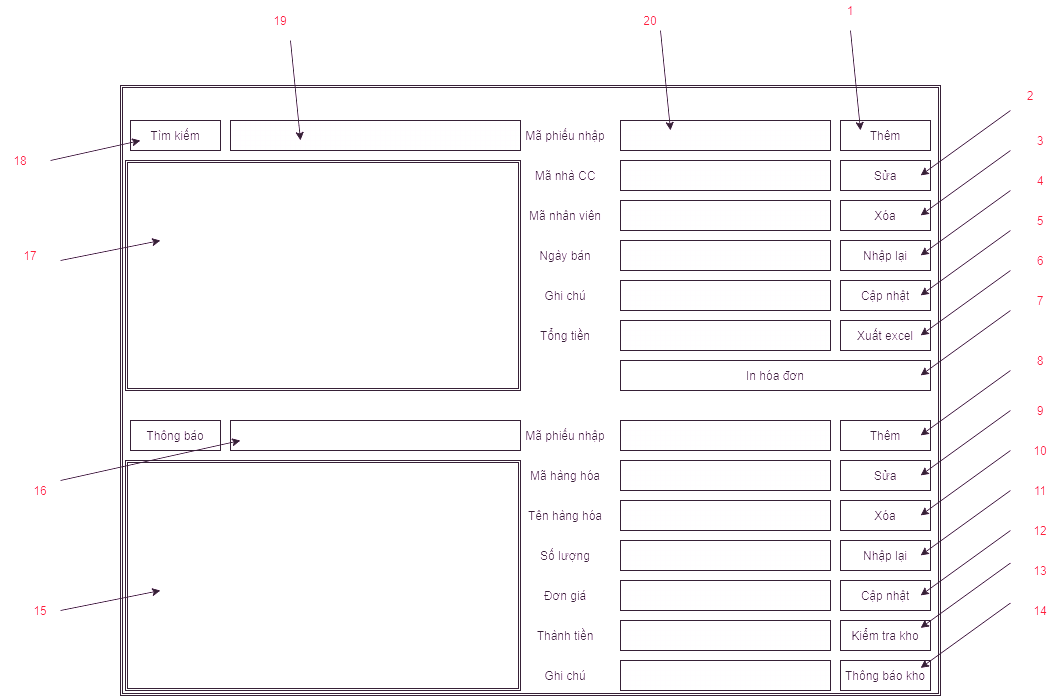 19
20
1
2
Tìm kiếm
Mã phiếu nhập
Thêm
3
18
Mã nhà CC
Sửa
4
Mã nhân viên
Xóa
5
17
Ngày bán
Nhập lại
6
Ghi chú
Cập nhật
7
Tổng tiền
Xuất excel
In hóa đơn
8
9
Thông báo
Mã phiếu nhập
Thêm
10
16
Mã hàng hóa
Sửa
11
Tên hàng hóa
Xóa
12
Số lượng
Nhập lại
13
15
Đơn giá
Cập nhật
14
Thành tiền
Kiểm tra kho
Ghi chú
Thông báo kho